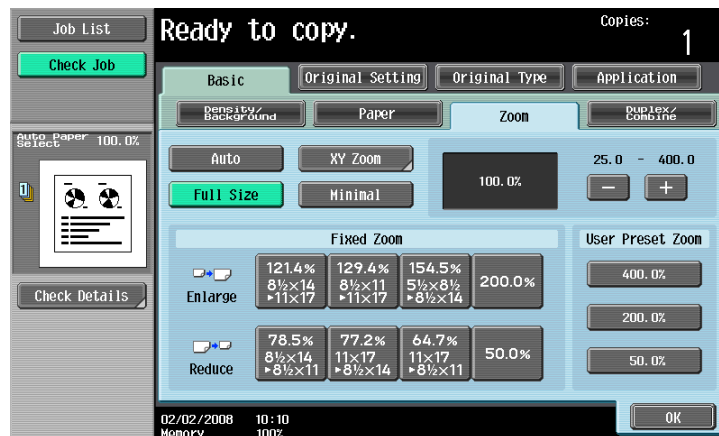 Job List
Check Job
Ready to copy.
Copies:
1
Basic
Original Setting
Original Type
Application
Density/
Background
Paper
Zoom
Duplex/
Combine
Auto Paper
Select
100.0%
1
Auto
XY Zoom
Full Size
Minimal
100.0%
25.0 - 400.0
− +
Fixed Zoom
User Preset Zoom
Enlarge
121.4%
8½×14
▸11×17
129.4%
8½×11
▸11×17
154.5%
5½×8½
▸8½×14
200.0%
Reduce
78.5%
8½×14
▸8½×11
77.2%
11×17
▸8½×14
64.7%
11×17
▸8½×11
50.0%
400.0%
200.0%
50.0%
Check Details
02/02/2008 10:10
Memory 100%
OK